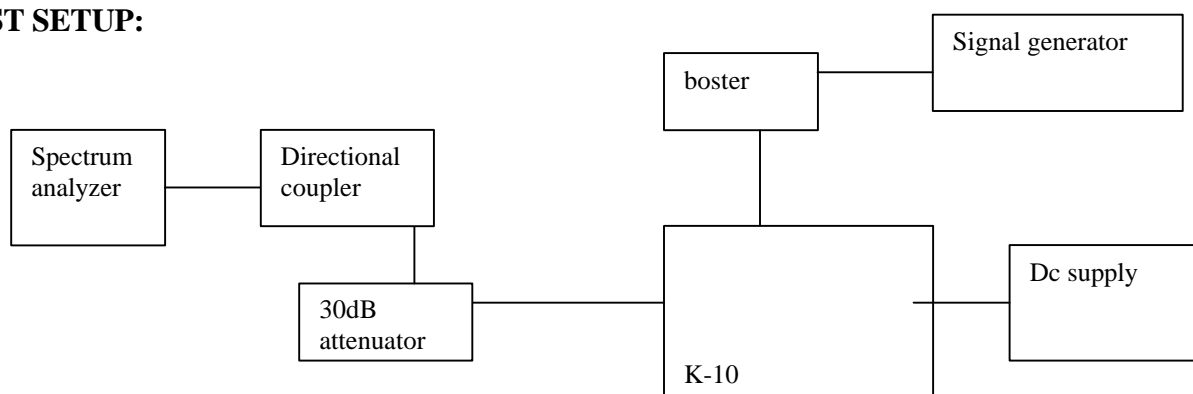 ST SETUP:
Signal generator
boster
Spectrum
analyzer
Directional
coupler
Dc supply
30dB
attenuator
K-10